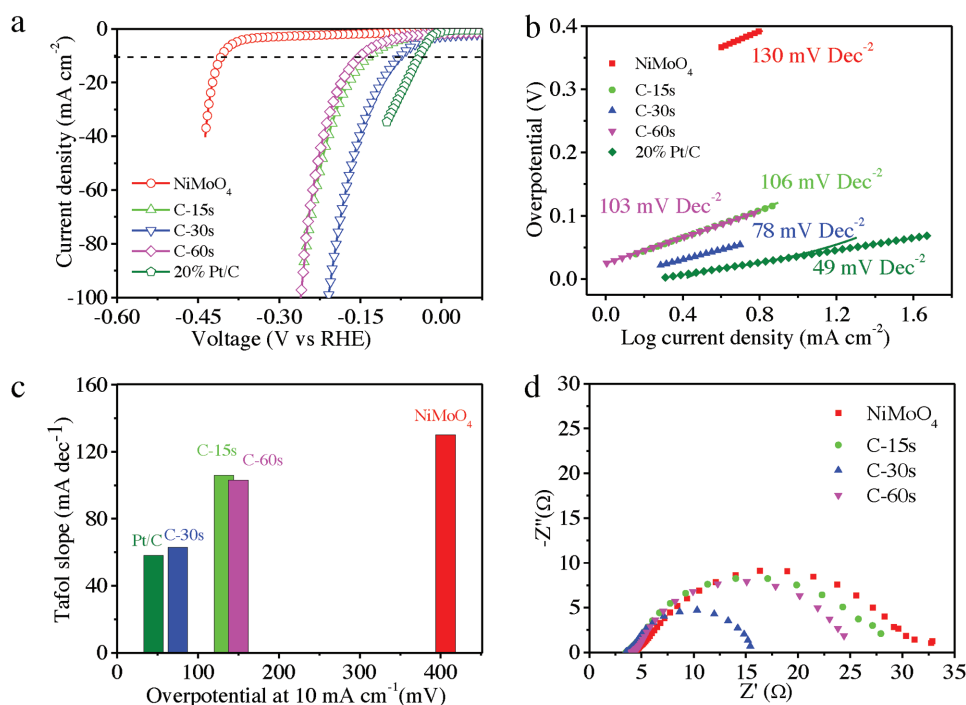 a
Current density (mA cm-2)
0
-20
-40
-60
-80
-100
-0.60
-0.45
-0.30
-0.15
0.00
Voltage (V vs RHE)
NiMoO4
C-15s
C-30s
C-60s
20% Pt/C
b
Overpotential (V)
0.4
0.3
0.2
0.1
0.0
0.0
0.4
0.8
1.2
1.6
Log current density (mA cm-2)
NiMoO4
C-15s
C-30s
C-60s
20% Pt/C
130 mV Dec-2
106 mV Dec-2
103 mV Dec-2
78 mV Dec-2
49 mV Dec-2
c
Tafol slope (mA dec-1)
160
120
80
40
0
0
100
200
300
400
Overpotential at 10 mA cm-1(mV)
Pt/C
C-30s
C-15s
C-60s
NiMoO4
d
-Z"(Ω)
30
25
20
15
10
5
0
0
5
10
15
20
25
30
35
Z' (Ω)
NiMoO4
C-15s
C-30s
C-60s